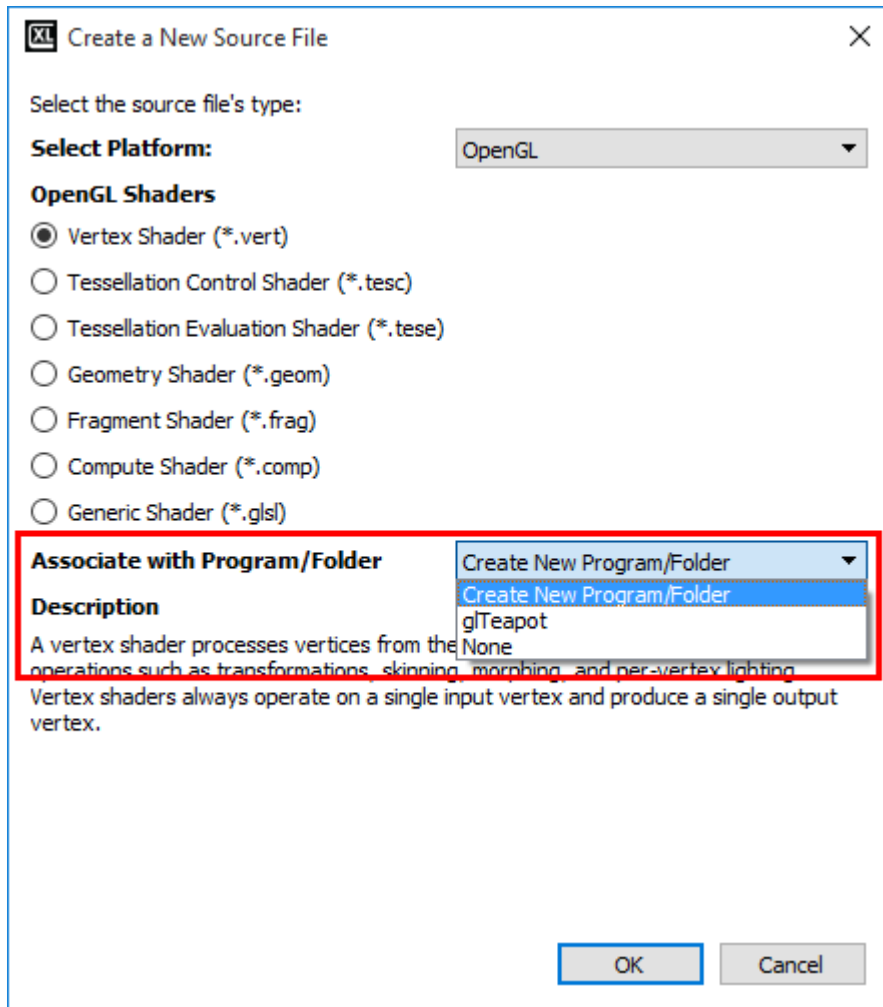 XL Create a New Source File
Select the source file's type:
Select Platform: OpenGL
OpenGL Shaders
Vertex Shader (*.vert)
Tessellation Control Shader (*.tesc)
Tessellation Evaluation Shader (*.tese)
Geometry Shader (*.geom)
Fragment Shader (*.frag)
Compute Shader (*.comp)
Generic Shader (*.glsl)
Associate with Program/Folder Create New Program/Folder
Create New Program/Folder
Description glTeapot
A vertex shader processes vertices from the None
operations such as transformations, skinning, morphing, and per-vertex lighting
Vertex shaders always operate on a single input vertex and produce a single output
vertex.
OK Cancel